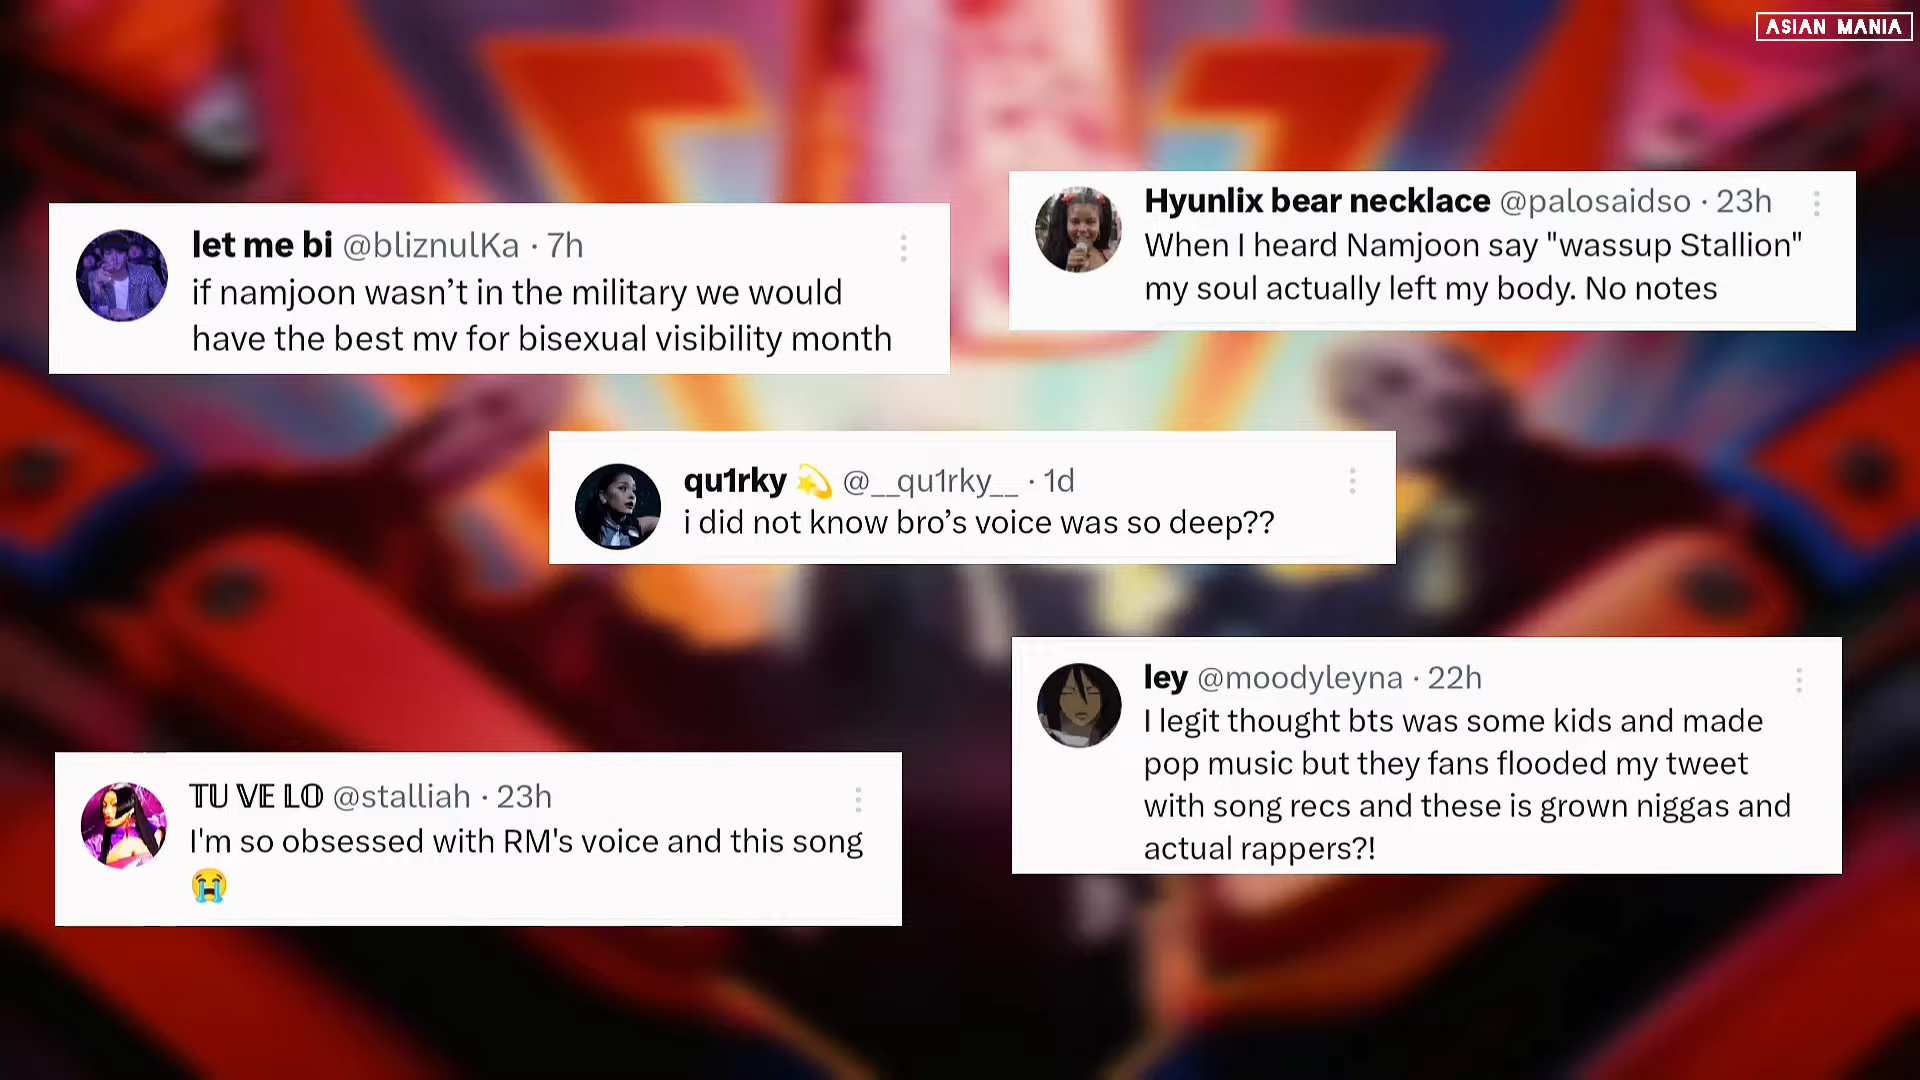 ASIAN MANIA
let me bi @bliznulKa · 7h
if namjoon wasn’t in the military we would
have the best mv for bisexual visibility month
Hyunlix bear necklace @palosaidso · 23h
When I heard Namjoon say "wassup Stallion"
my soul actually left my body. No notes
qu1rky 💫 @__qu1rky__ · 1d
i did not know bro’s voice was so deep??
𝕋𝕌 𝕍𝔼 𝕃𝕆 @stalliah · 23h
I'm so obsessed with RM's voice and this song
😭
ley @moodyleyna · 22h
I legit thought bts was some kids and made
pop music but they fans flooded my tweet
with song recs and these is grown niggas and
actual rappers?!